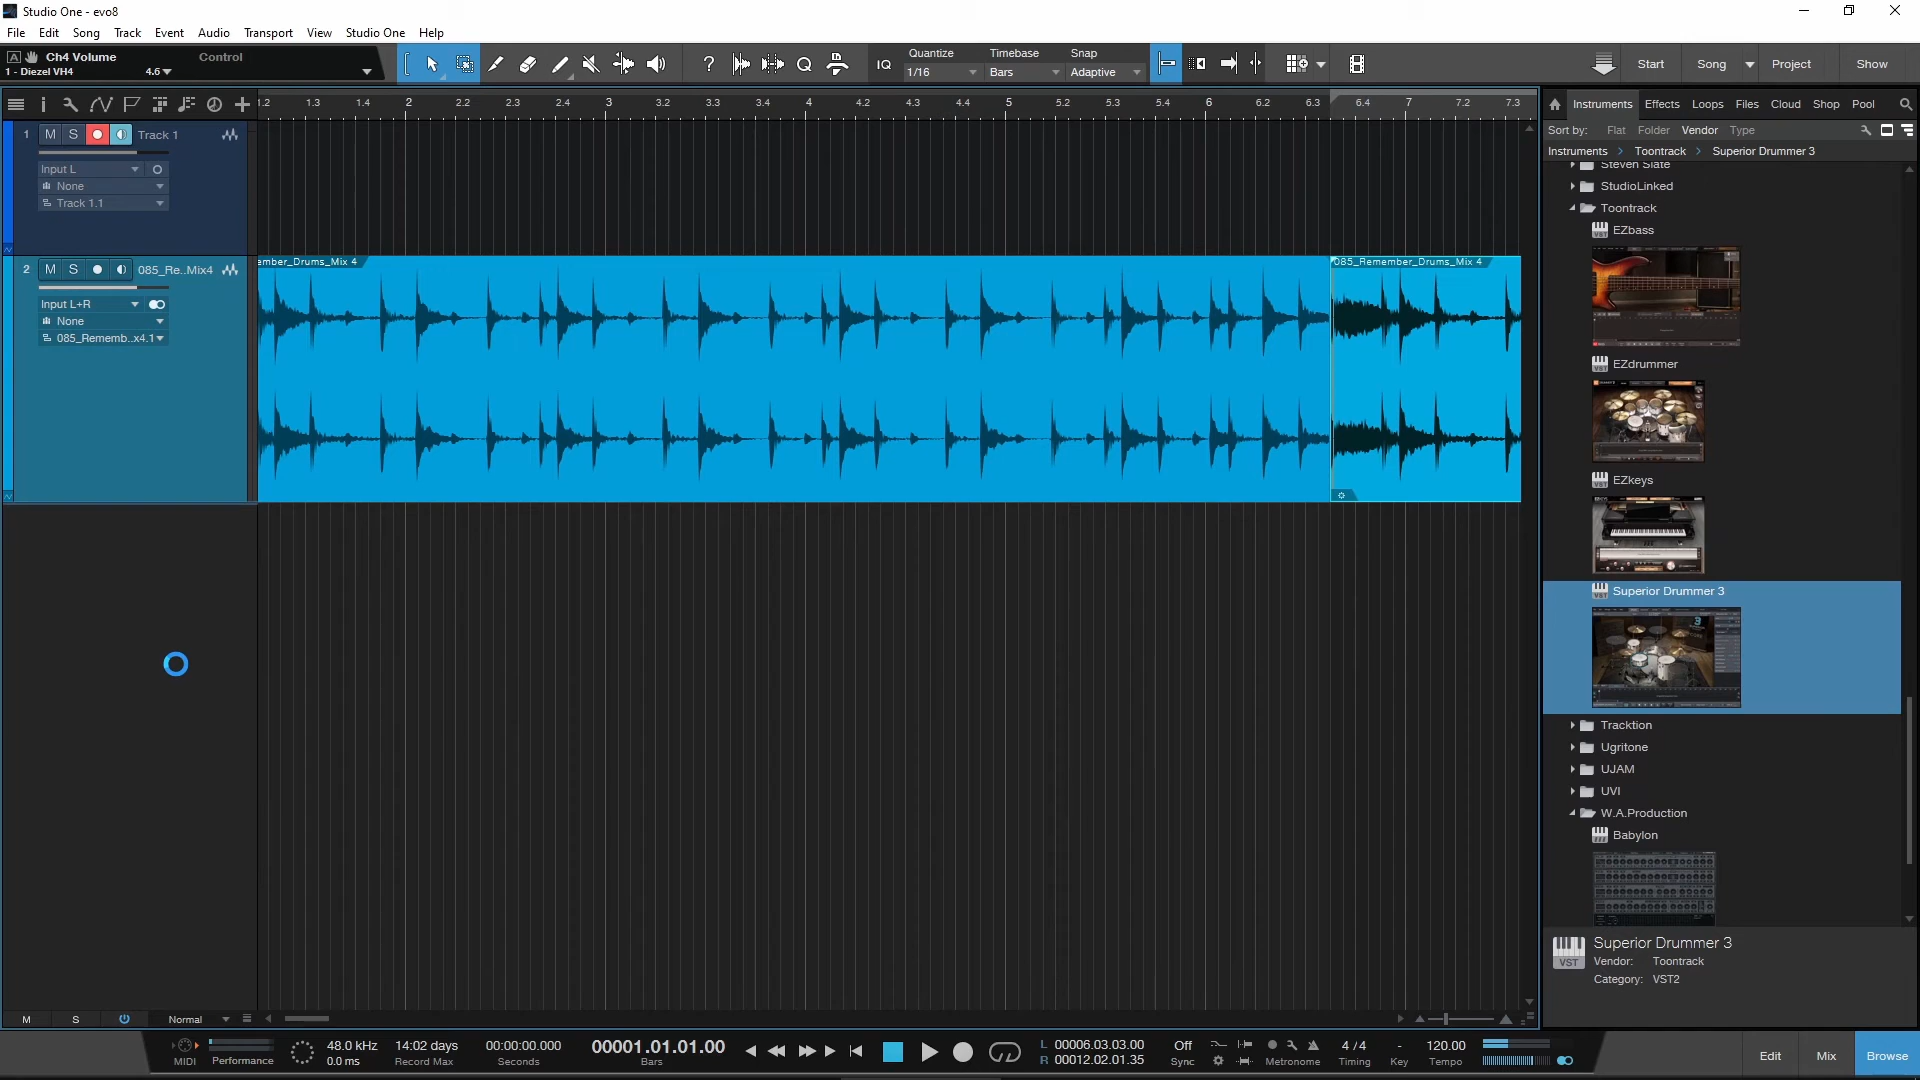 Studio One - evo8
File Edit Song Track Event Audio Transport View Studio One Help
A Ch4 Volume Control
1 - Diezel VH4 4.6
IQ Quantize Timebase Snap
1/16 Bars Adaptive
Start Song Project Show
1.2 1.3 1.4 2 2.2 2.3 2.4 3 3.2 3.3 3.4 4 4.2 4.3 4.4 5 5.2 5.3 5.4 6 6.2 6.3 6.4 7 7.2 7.3
Instruments Effects Loops Files Cloud Shop Pool
Sort by: Flat Folder Vendor Type
Instruments > Toontrack > Superior Drummer 3
1 M S Track 1
Input L
None
Track 1.1
2 M S 085_Re..Mix4
Input L+R
None
085_Rememb..x4.1
ember_Drums_Mix 4
085_Remember_Drums_Mix 4
Steven Slate
StudioLinked
Toontrack
EZbass
EZdrummer
EZkeys
Superior Drummer 3
Tracktion
Ugritone
UJAM
UVI
W.A.Production
Babylon
VST Superior Drummer 3
Vendor: Toontrack
Category: VST2
M S Normal
MIDI
Performance
48.0 kHz
0.0 ms
14:02 days
Record Max
00:00:00.000
Seconds
00001.01.01.00
Bars
L 00006.03.03.00
R 00012.02.01.35
Off
Sync
Metronome
4 / 4
Timing
-
Key
120.00
Tempo
Edit Mix Browse